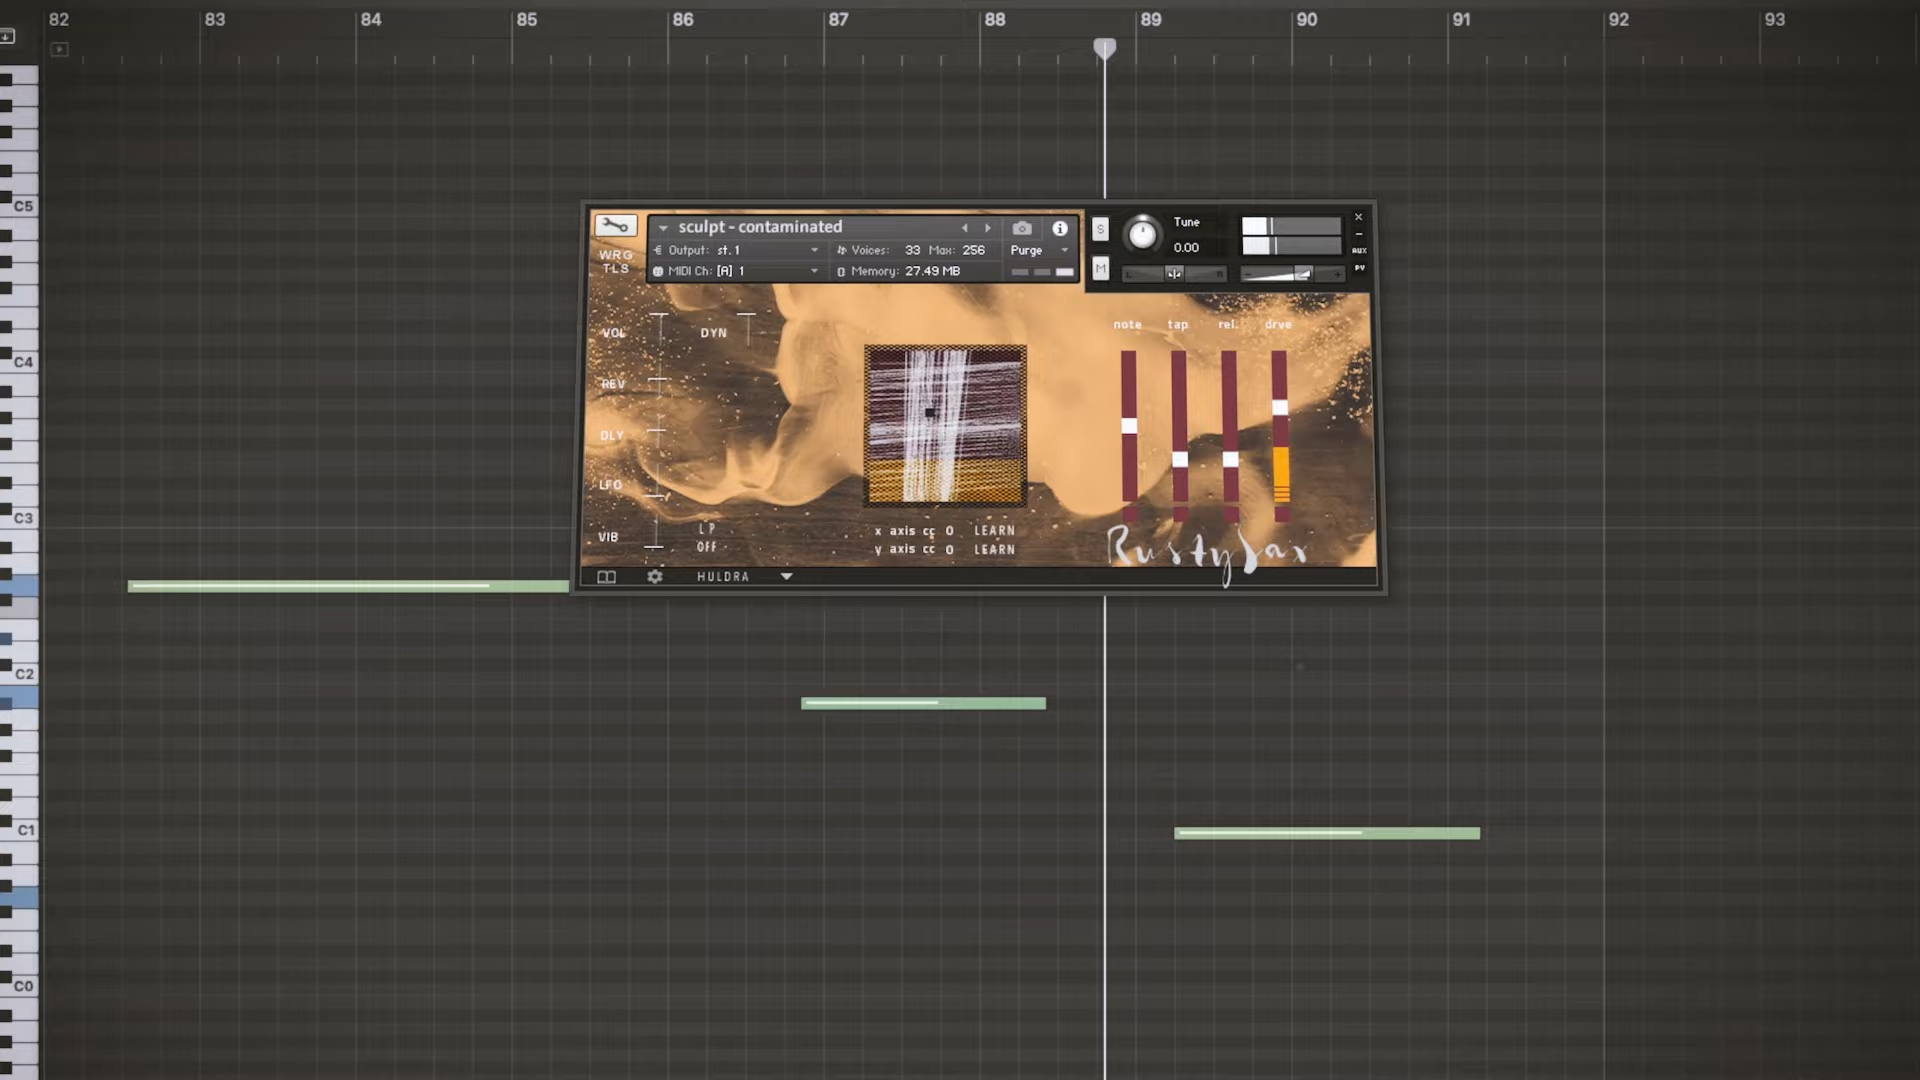 82 83 84 85 86 87 88 89 90 91 92 93
C5
C4
C3
C2
C1
C0
WRG
TLS
sculpt - contaminated
Output: st.1
Voices: 33 Max: 256
Purge
MIDI Ch: [A] 1
Memory: 27.49 MB
S
M
Tune
0.00
L R
- +
×
-
AUX
PV
VOL
DYN
REV
DLY
LFO
VIB
LP
OFF
x axis cc 0 LEARN
y axis cc 0 LEARN
note tap rel. drve
RustySax
HULDRA